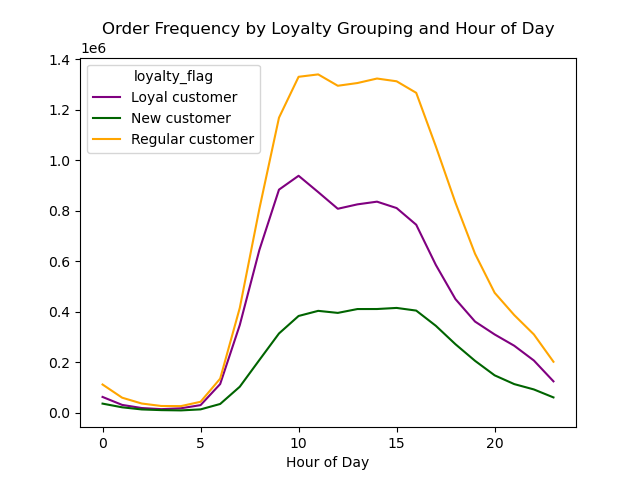 Order Frequency by Loyalty Grouping and Hour of Day
1e6
1.4
1.2
1.0
0.8
0.6
0.4
0.2
0.0
loyalty_flag
Loyal customer
New customer
Regular customer
0 5 10 15 20
Hour of Day